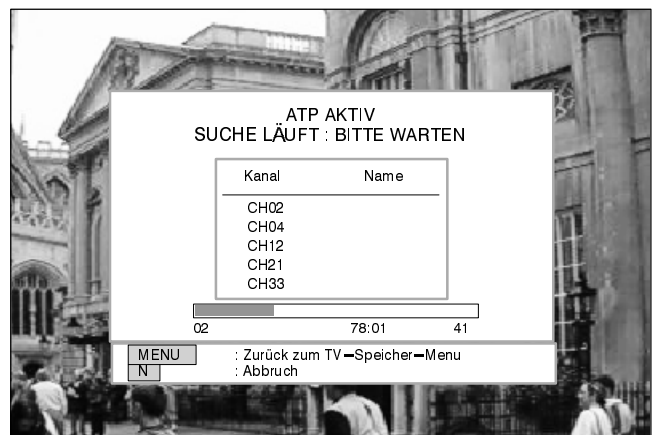 ATP AKTIV
SUCHE LÄUFT : BITTE WARTEN
Kanal Name
CH02
CH04
CH12
CH21
CH33
02 78:01 41
MENU : Zurück zum TV-Speicher-Menu
N : Abbruch